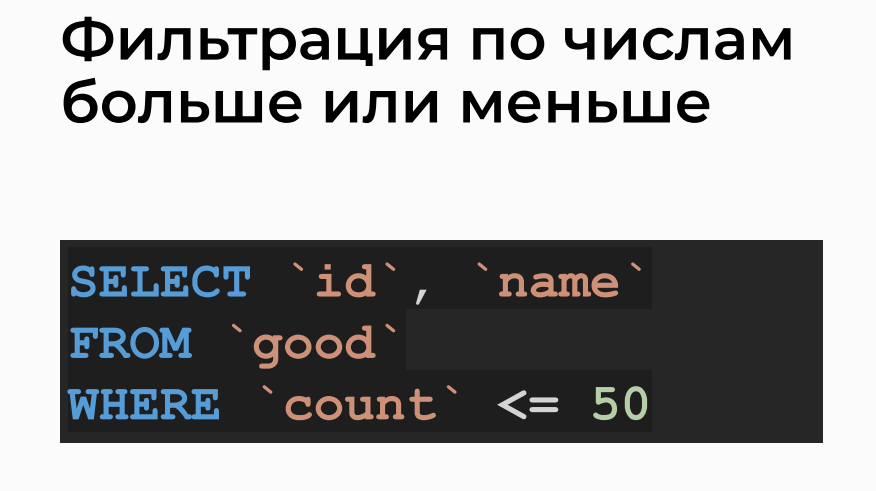 Фильтрация по числам
больше или меньше
SELECT `id`, `name`
FROM `good`
WHERE `count` <= 50